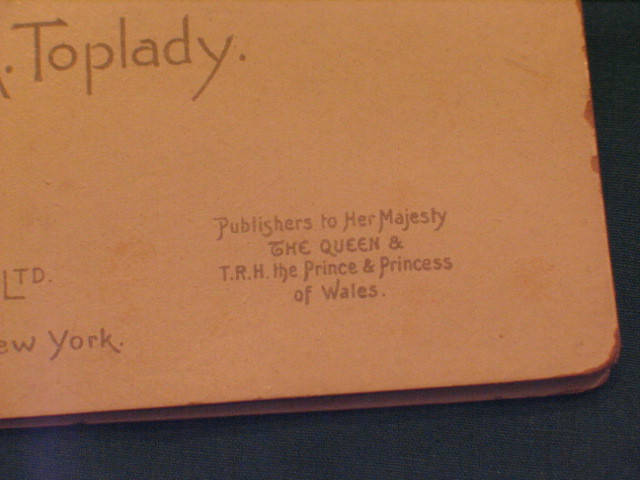 . Toplady.
Publishers to Her Majesty
THE QUEEN &
T.R.H. the Prince & Princess
of Wales.
LTD.
ew York.